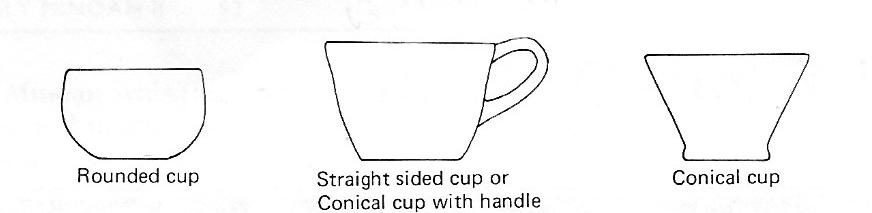 Rounded cup
Straight sided cup or
Conical cup with handle
Conical cup